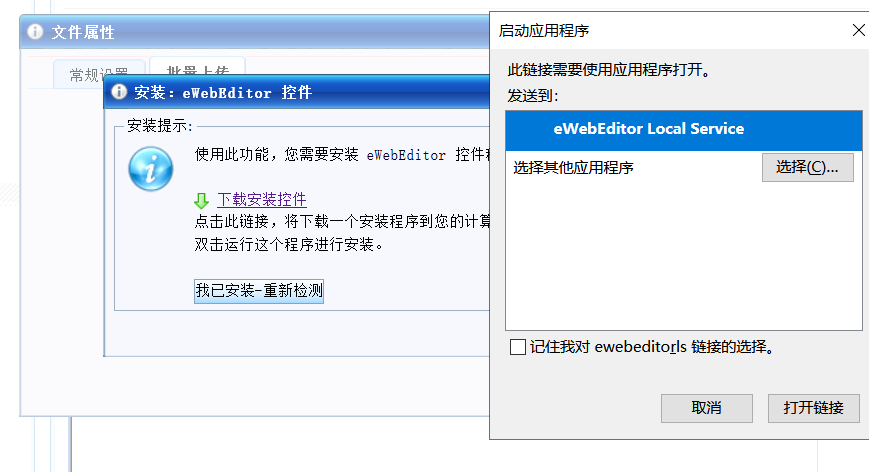 文件属性
常规设置
批量上传
安装：eWebEditor 控件
安装提示:
使用此功能，您需要安装 eWebEditor 控件
下载安装控件
点击此链接，将下载一个安装程序到您的计算
双击运行这个程序进行安装。
我已安装-重新检测
启动应用程序
此链接需要使用应用程序打开。
发送到:
eWebEditor Local Service
选择其他应用程序
选择(C)...
记住我对 ewebeditorls 链接的选择。
取消
打开链接